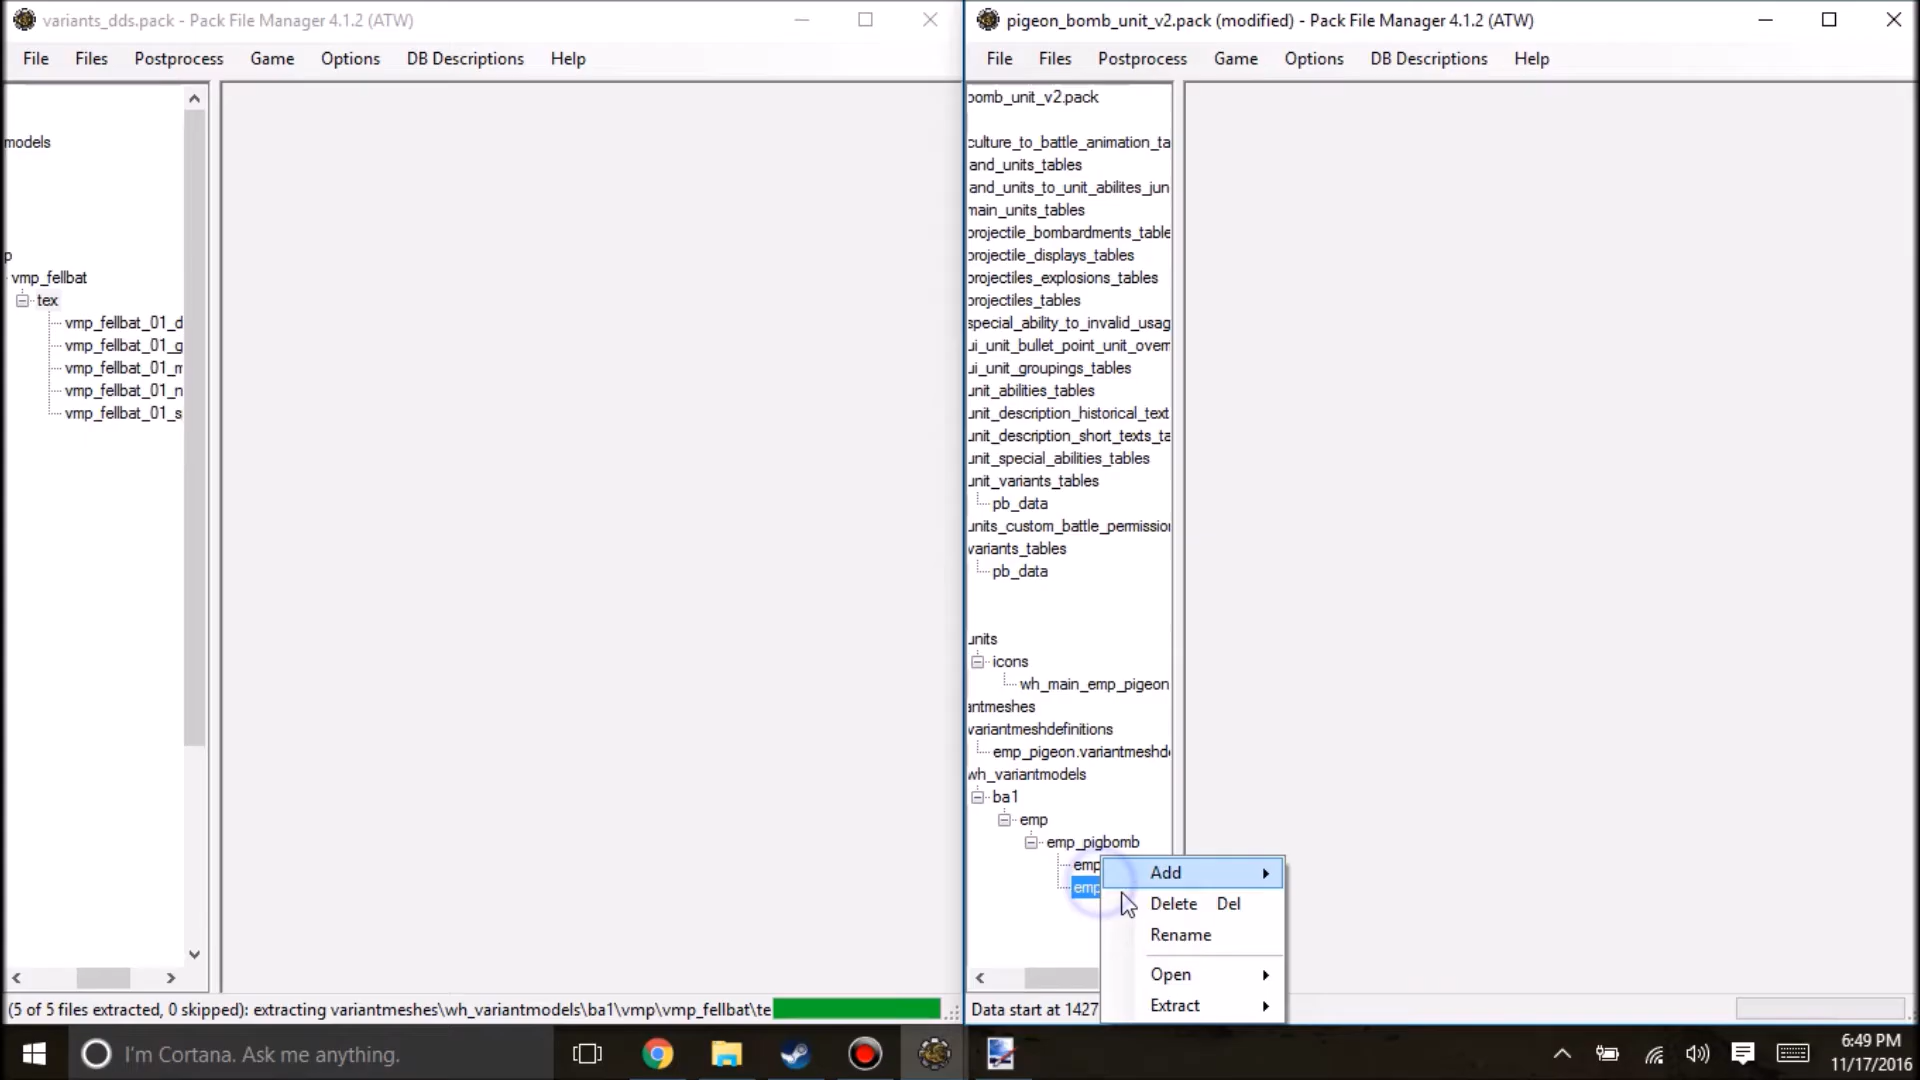 variants_dds.pack - Pack File Manager 4.1.2 (ATW)
File Files Postprocess Game Options DB Descriptions Help
models
p
vmp_fellbat
tex
vmp_fellbat_01_d
vmp_fellbat_01_g
vmp_fellbat_01_m
vmp_fellbat_01_n
vmp_fellbat_01_s
(5 of 5 files extracted, 0 skipped): extracting variantmeshes\wh_variantmodels\ba1\vmp\vmp_fellbat\te
pigeon_bomb_unit_v2.pack (modified) - Pack File Manager 4.1.2 (ATW)
File Files Postprocess Game Options DB Descriptions Help
bomb_unit_v2.pack
culture_to_battle_animation_ta
and_units_tables
and_units_to_unit_abilites_jun
main_units_tables
projectile_bombardments_table
projectile_displays_tables
projectiles_explosions_tables
projectiles_tables
special_ability_to_invalid_usag
ui_unit_bullet_point_unit_overr
ui_unit_groupings_tables
unit_abilities_tables
unit_description_historical_text
unit_description_short_texts_ta
unit_special_abilities_tables
unit_variants_tables
pb_data
units_custom_battle_permission
variants_tables
pb_data
units
icons
wh_main_emp_pigeon
antmeshes
variantmeshdefinitions
emp_pigeon.variantmeshde
wh_variantmodels
ba1
emp
emp_pigbomb
emp
emp
Add
Delete Del
Rename
Open
Extract
Data start at 1427
I'm Cortana. Ask me anything.
6:49 PM
11/17/2016